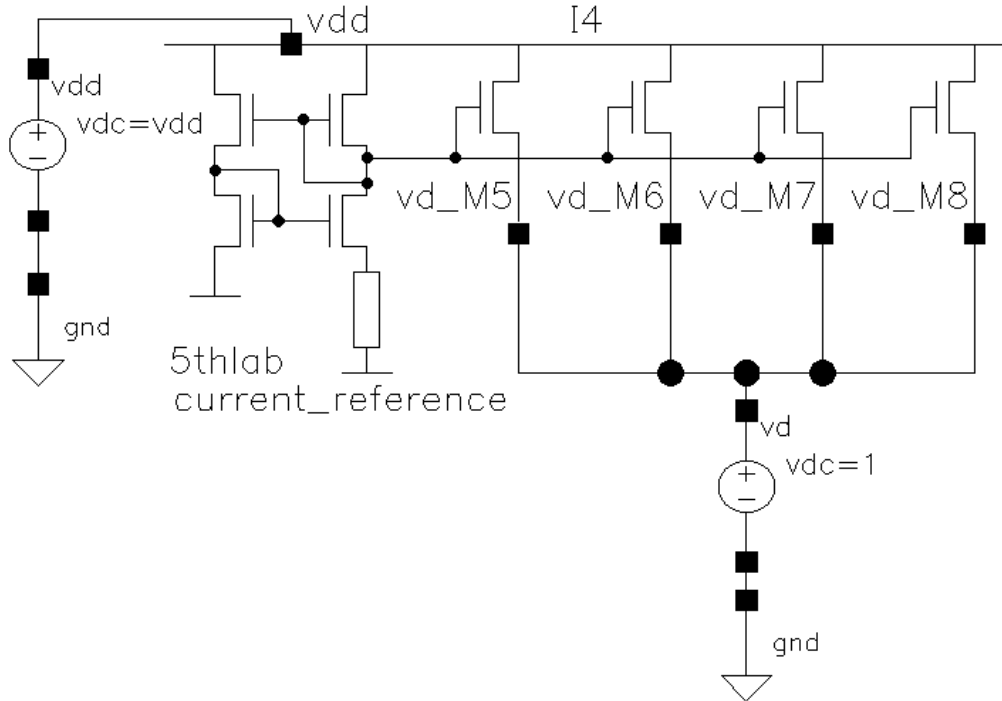 vdd I4
vdd
vdc=vdd
+
−
vd_M5 vd_M6 vd_M7 vd_M8
gnd
5thlab
current_reference
vd
vdc=1
+
−
gnd